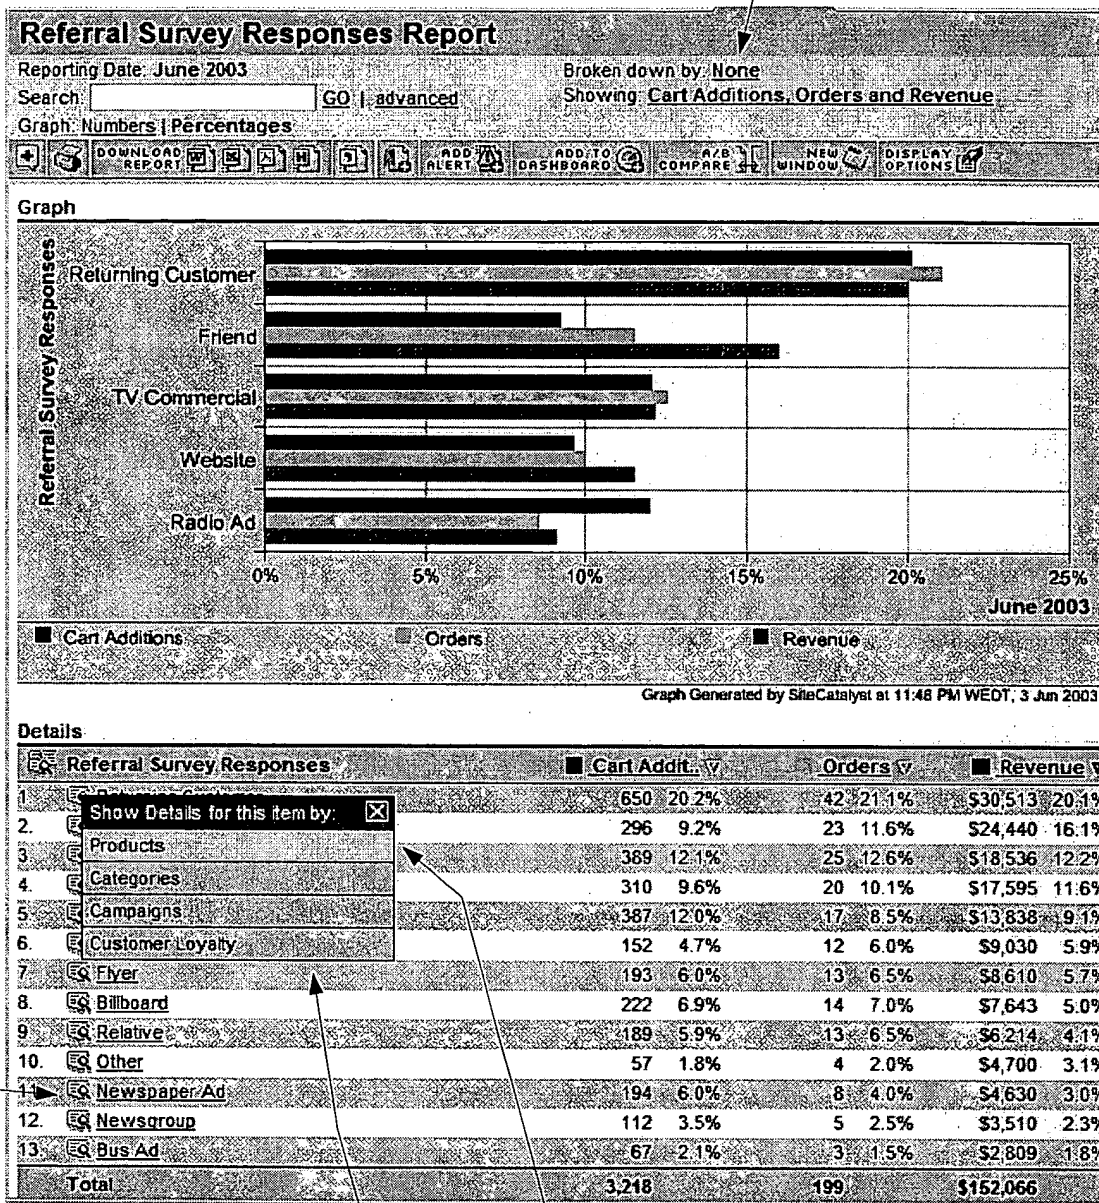 Referral Survey Responses Report
Reporting Date: June 2003
Broken down by: None
Search: GO | advanced
Showing: Cart Additions, Orders and Revenue
Graph: Numbers | Percentages
DOWNLOAD REPORT ADD ALERT ADD TO DASHBOARD A/B COMPARE NEW WINDOW DISPLAY OPTIONS
Graph
Referral Survey Responses
Returning Customer
Friend
TV Commercial
Website
Radio Ad
0% 5% 10% 15% 20% 25%
June 2003
Cart Additions Orders Revenue
Graph Generated by SiteCatalyst at 11:46 PM WEDT, 3 Jun 2003
Details
Referral Survey Responses Cart Addit.. Orders Revenue
1. 650 20.2% 42 21.1% $30,513 20.1%
Show Details for this item by:
2. 296 9.2% 23 11.6% $24,440 16.1%
Products
3. 389 12.1% 25 12.6% $18,536 12.2%
Categories
4. 310 9.6% 20 10.1% $17,595 11.6%
Campaigns
5. 387 12.0% 17 8.5% $13,838 9.1%
Customer Loyalty
6. 152 4.7% 12 6.0% $9,030 5.9%
7. Flyer 193 6.0% 13 6.5% $8,610 5.7%
8. Billboard 222 6.9% 14 7.0% $7,643 5.0%
9. Relative 189 5.9% 13 6.5% $6,214 4.1%
10. Other 57 1.8% 4 2.0% $4,700 3.1%
11. Newspaper Ad 194 6.0% 8 4.0% $4,630 3.0%
12. Newsgroup 112 3.5% 5 2.5% $3,510 2.3%
13. Bus Ad 67 2.1% 3 1.5% $2,809 1.8%
Total 3,218 199 $152,066